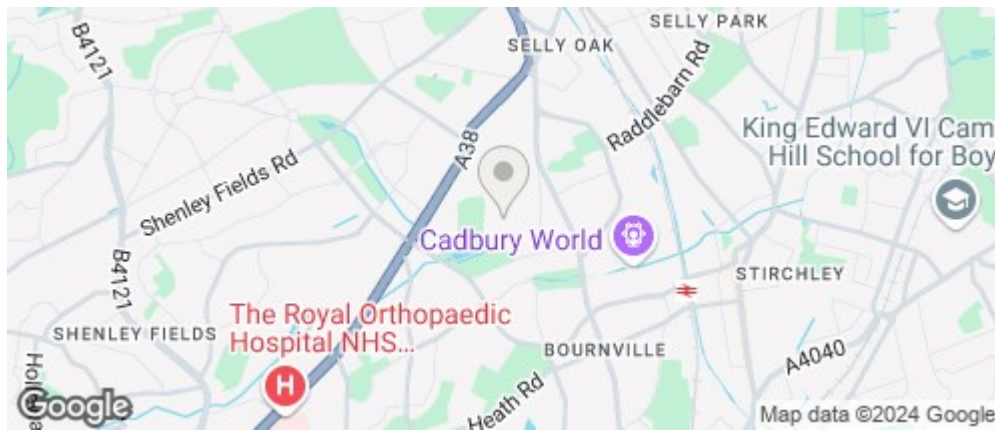 SELLY PARK
B4121
SELLY OAK
Raddlebarn Rd
A38
King Edward VI Cam
Hill School for Boy
Shenley Fields Rd
Cadbury World
B4121
STIRCHLEY
The Royal Orthopaedic
Hospital NHS...
SHENLEY FIELDS
BOURNVILLE
A4040
H
Heath Rd
Google
Map data ©2024 Google